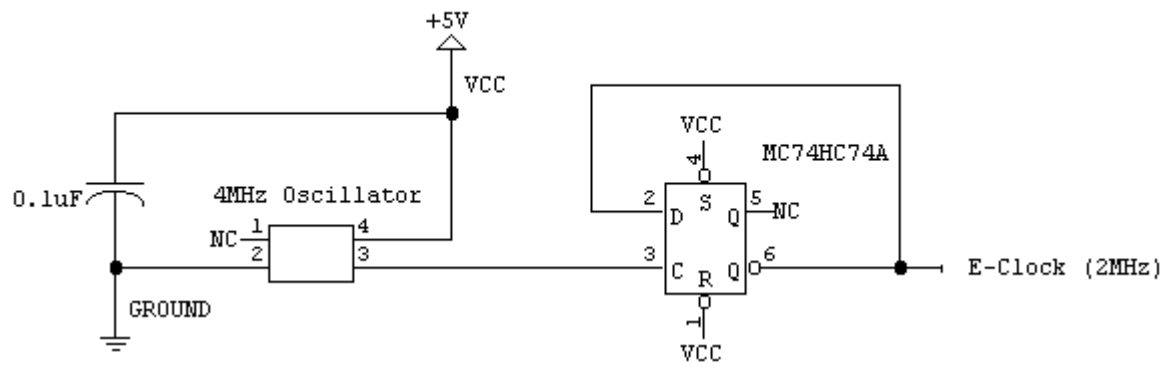 +5V
VCC
VCC
MC74HC74A
4
0.1uF
4MHz Oscillator
2
S
5
D
Q
NC
1
4
NC
2
3
3
6
C
R
Q
E-Clock (2MHz)
GROUND
1
VCC